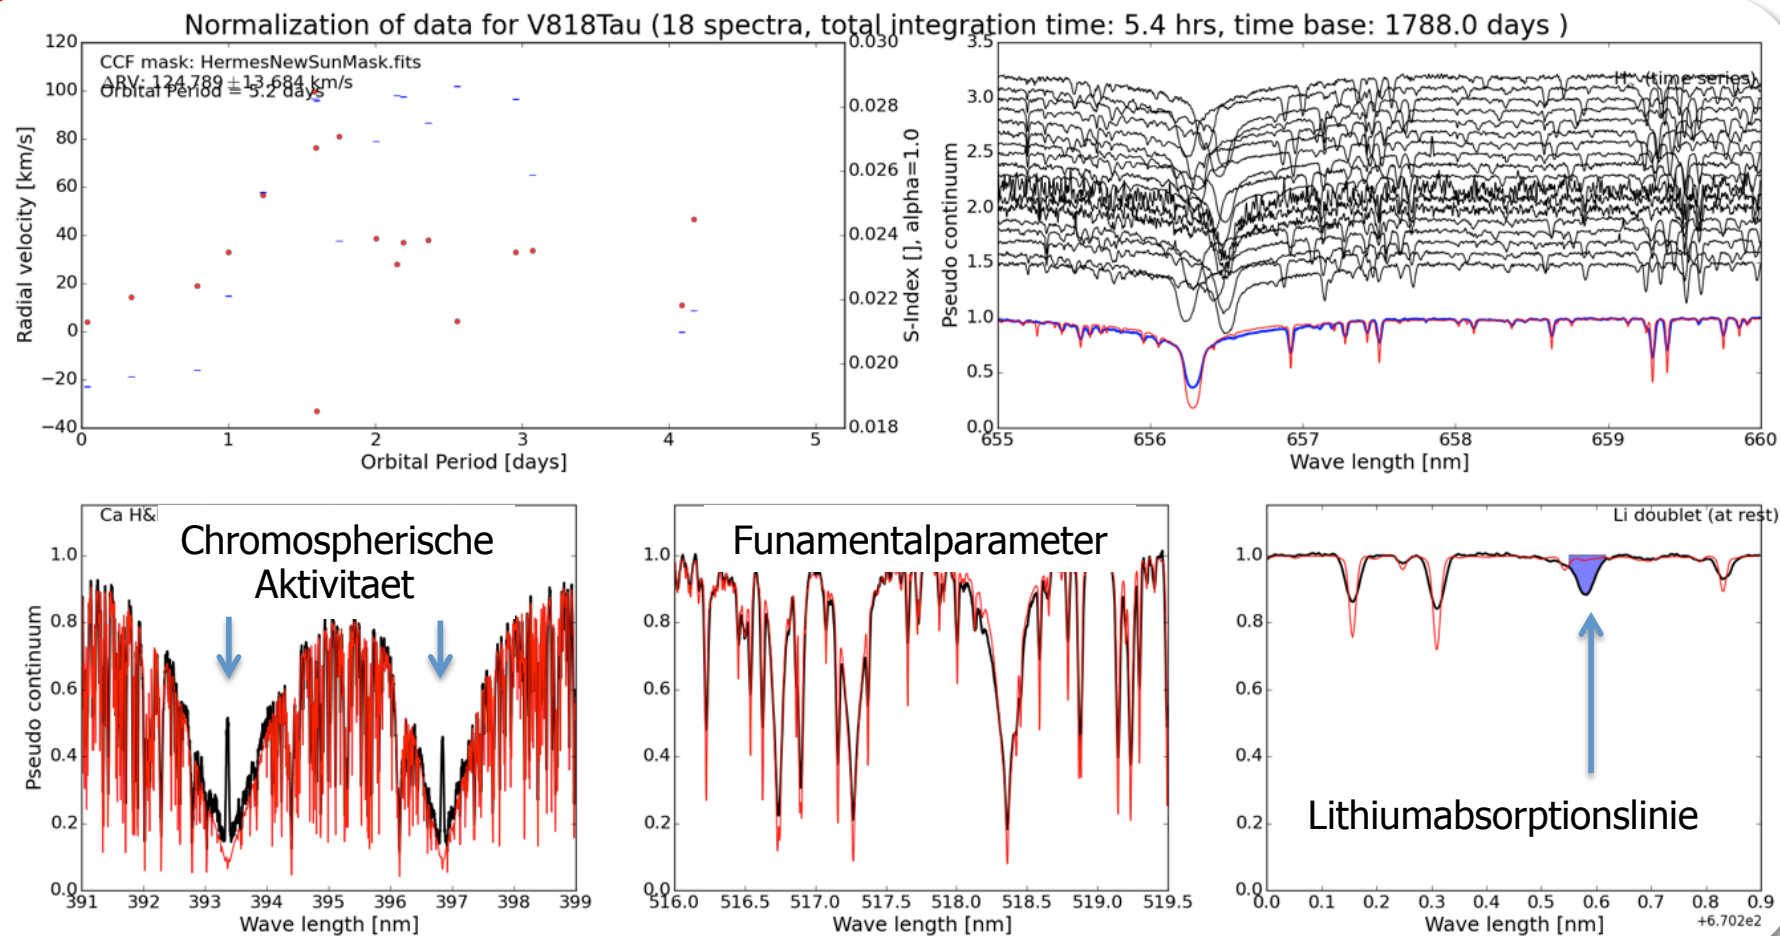 Normalization of data for V818Tau (18 spectra, total integration time: 5.4 hrs, time base: 1788.0 days )
CCF mask: HermesNewSunMask.fits
ΔRV: 124.789 ±13.684 km/s
Orbital Period = 5.2 days
Radial velocity [km/s]
120
100
80
60
40
20
0
−20
−40
0 1 2 3 4 5
Orbital Period [days]
0.030
0.028
0.026
0.024
0.022
0.020
0.018
S-Index [], alpha=1.0
(time series)
Pseudo continuum
3.5
3.0
2.5
2.0
1.5
1.0
0.5
0.0
655 656 657 658 659 660
Wave length [nm]
Ca H&
Chromospherische
Aktivitaet
Pseudo continuum
1.0
0.8
0.6
0.4
0.2
0.0
391 392 393 394 395 396 397 398 399
Wave length [nm]
Funamentalparameter
1.0
0.8
0.6
0.4
0.2
0.0
516.0 516.5 517.0 517.5 518.0 518.5 519.0 519.5
Wave length [nm]
Li doublet (at rest)
Lithiumabsorptionslinie
1.0
0.8
0.6
0.4
0.2
0.0
0.0 0.1 0.2 0.3 0.4 0.5 0.6 0.7 0.8 0.9
Wave length [nm]
+6.702e2